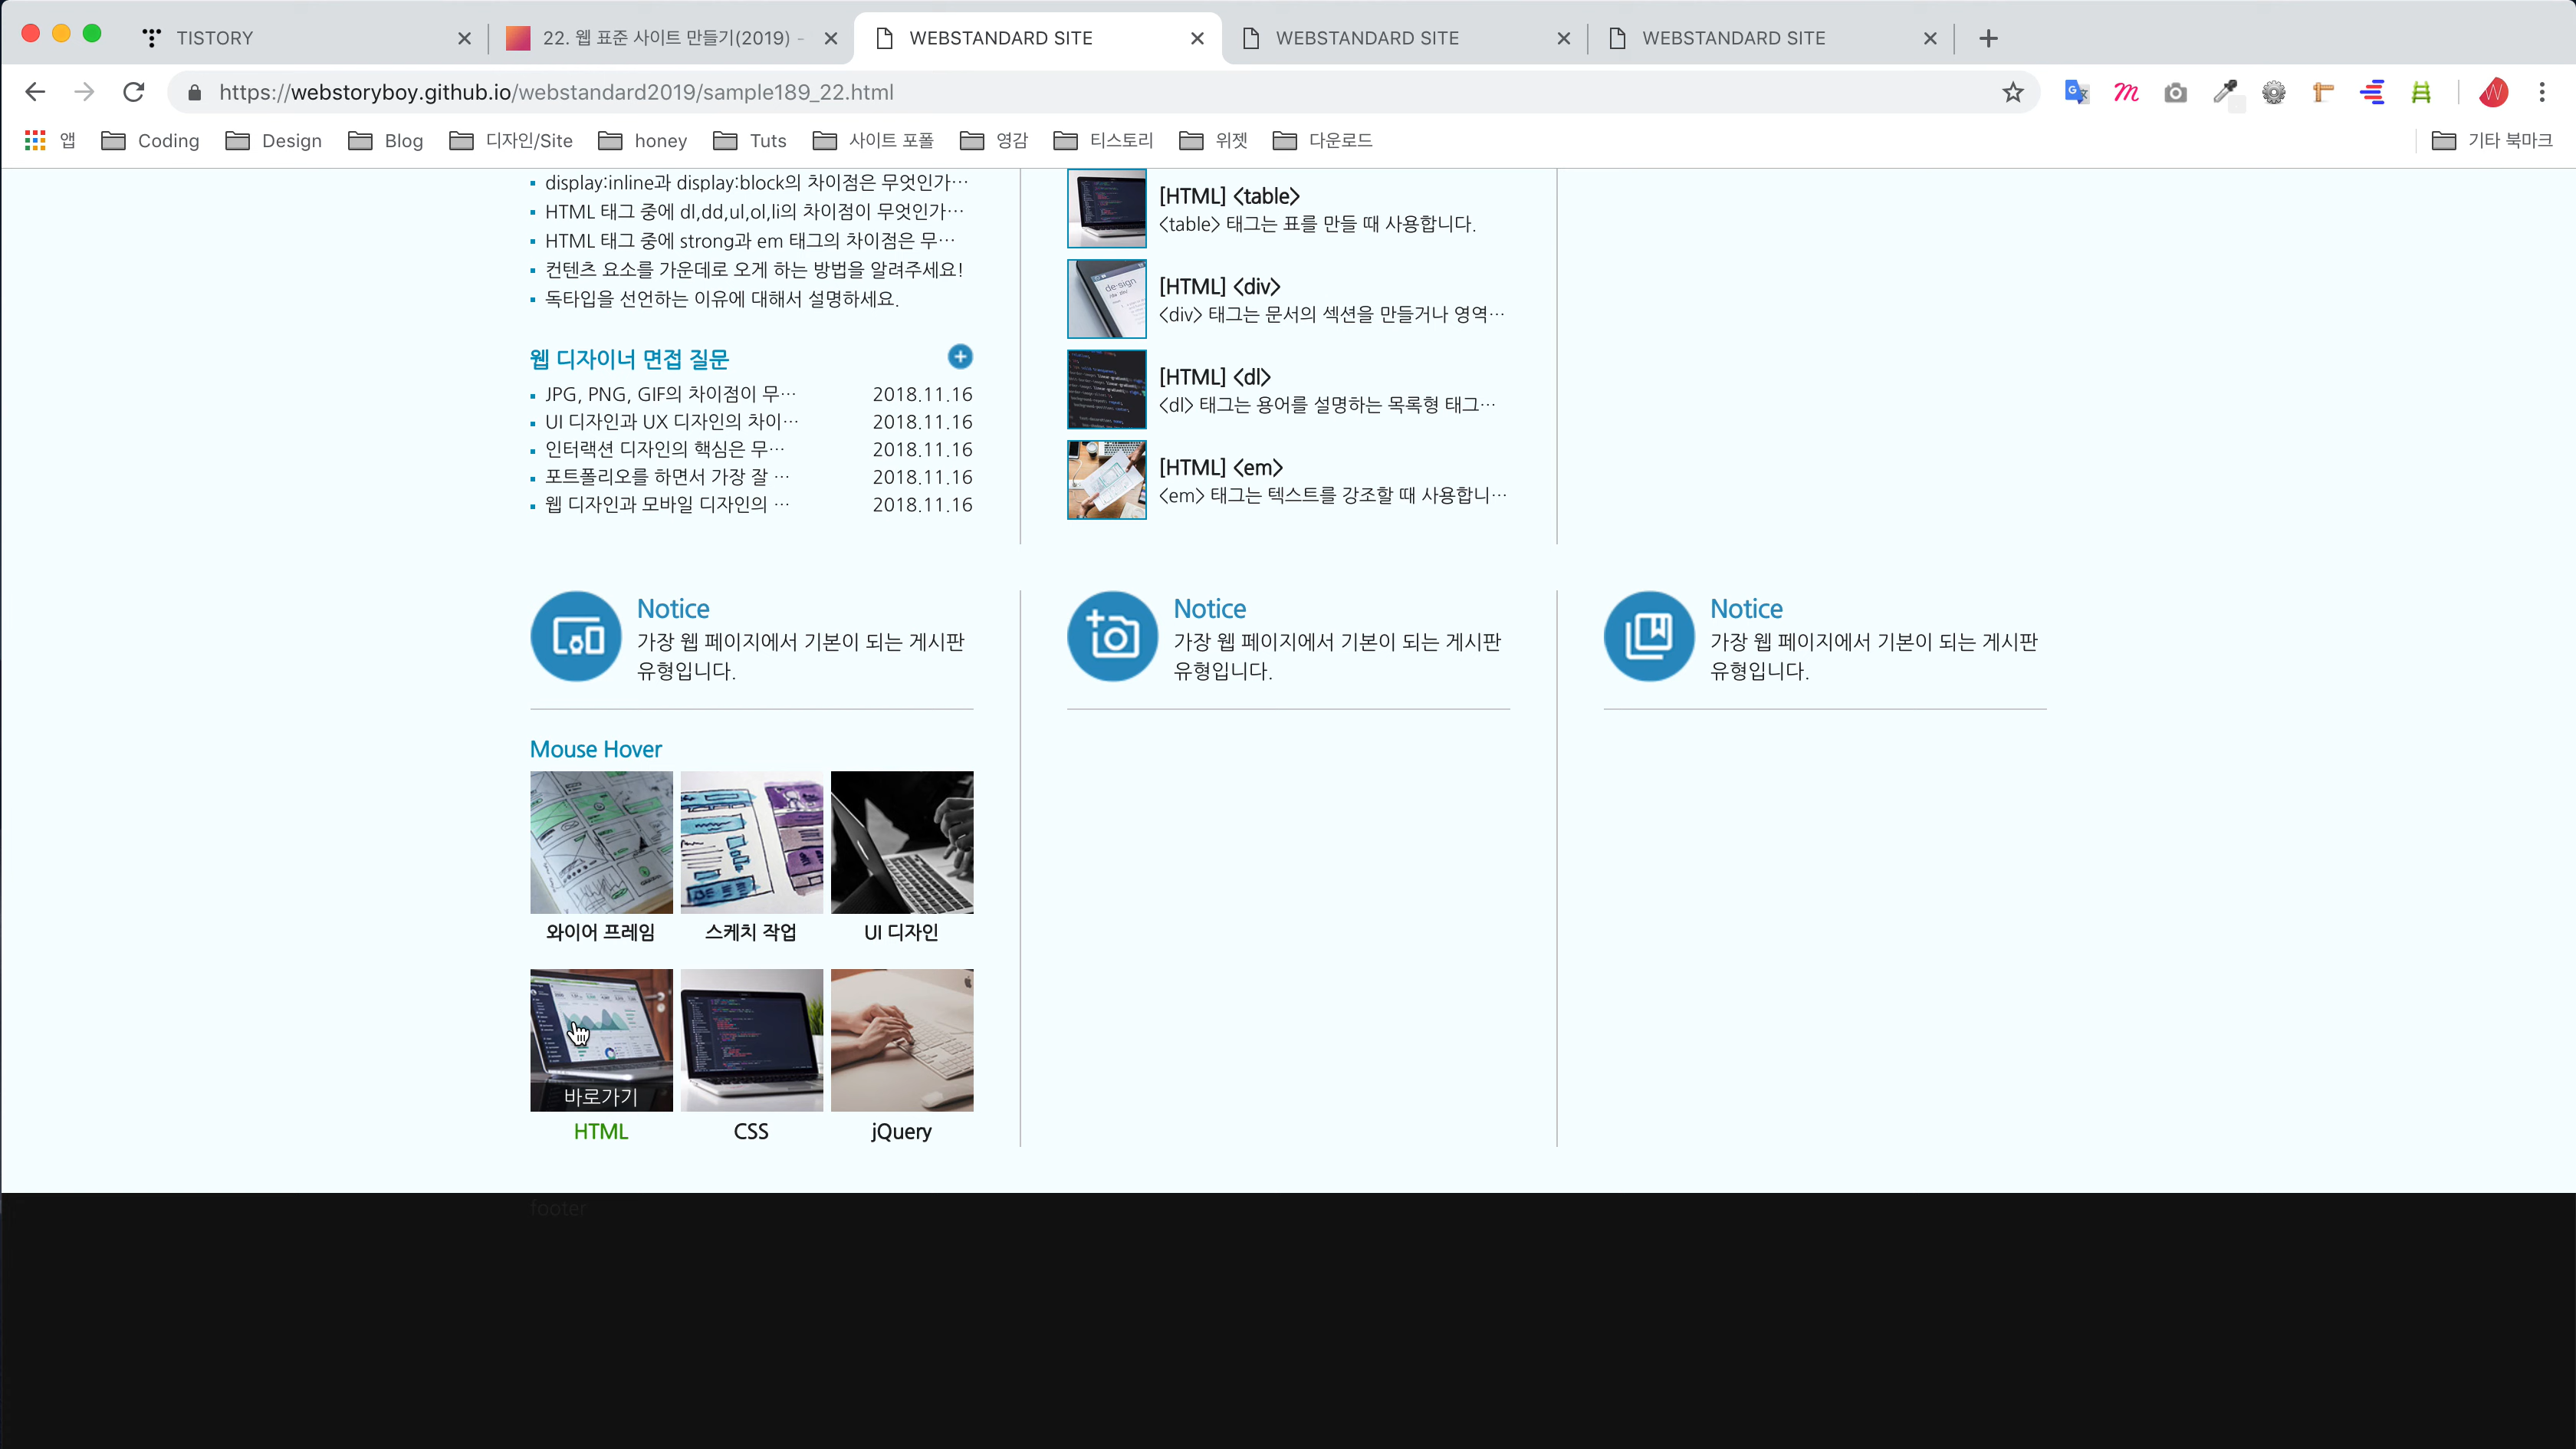 TISTORY
22. 웹 표준 사이트 만들기(2019) -
WEBSTANDARD SITE
WEBSTANDARD SITE
WEBSTANDARD SITE
https://webstoryboy.github.io/webstandard2019/sample189_22.html
앱
Coding
Design
Blog
디자인/Site
honey
Tuts
사이트 포폴
영감
티스토리
위젯
다운로드
기타 북마크
display:inline과 display:block의 차이점은 무엇인가…
HTML 태그 중에 dl,dd,ul,ol,li의 차이점이 무엇인가…
HTML 태그 중에 strong과 em 태그의 차이점은 무…
컨텐츠 요소를 가운데로 오게 하는 방법을 알려주세요!
독타입을 선언하는 이유에 대해서 설명하세요.
웹 디자이너 면접 질문
JPG, PNG, GIF의 차이점이 무… 2018.11.16
UI 디자인과 UX 디자인의 차이… 2018.11.16
인터랙션 디자인의 핵심은 무… 2018.11.16
포트폴리오를 하면서 가장 잘 … 2018.11.16
웹 디자인과 모바일 디자인의 … 2018.11.16
[HTML] <table>
<table> 태그는 표를 만들 때 사용합니다.
[HTML] <div>
<div> 태그는 문서의 섹션을 만들거나 영역…
[HTML] <dl>
<dl> 태그는 용어를 설명하는 목록형 태그…
[HTML] <em>
<em> 태그는 텍스트를 강조할 때 사용합니…
Notice
가장 웹 페이지에서 기본이 되는 게시판
유형입니다.
Notice
가장 웹 페이지에서 기본이 되는 게시판
유형입니다.
Notice
가장 웹 페이지에서 기본이 되는 게시판
유형입니다.
Mouse Hover
와이어 프레임
스케치 작업
UI 디자인
바로가기
HTML
CSS
jQuery
footer